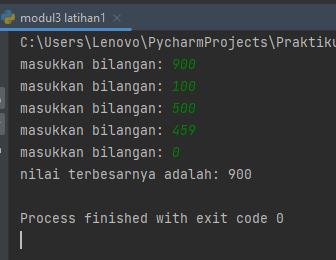 modul3 latihan1
C:\Users\Lenovo\PycharmProjects\Praktiku
masukkan bilangan: 900
masukkan bilangan: 100
masukkan bilangan: 500
masukkan bilangan: 459
masukkan bilangan: 0
nilai terbesarnya adalah: 900
Process finished with exit code 0